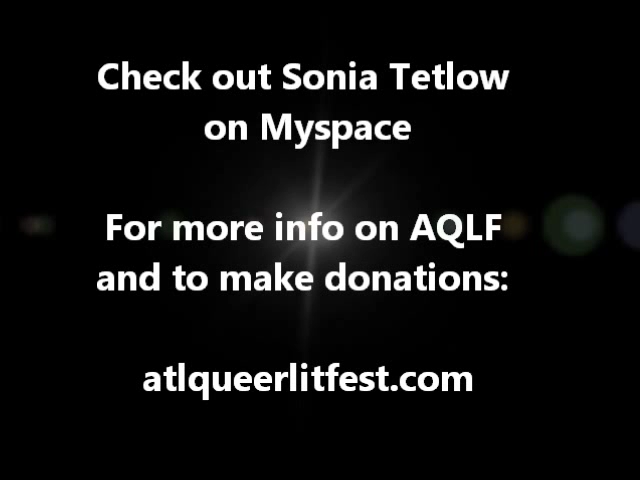 Check out Sonia Tetlow
on Myspace
For more info on AQLF
and to make donations:
atlqueerlitfest.com